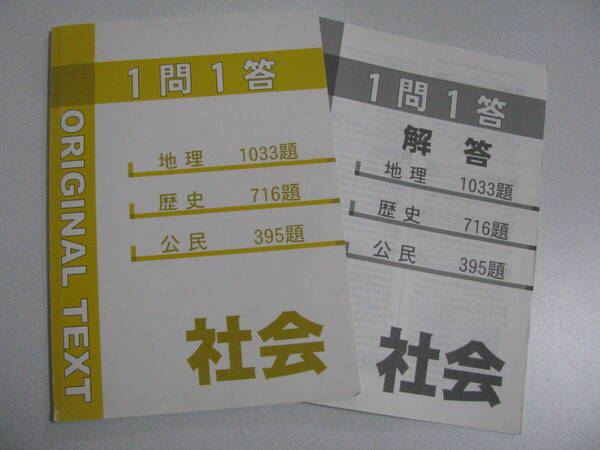 1問1答
地理 1033題
歴史 716題
公民 395題
社会
ORIGINAL TEXT
1問1答
解答
地理 1033題
歴史 716題
公民 395題
社会